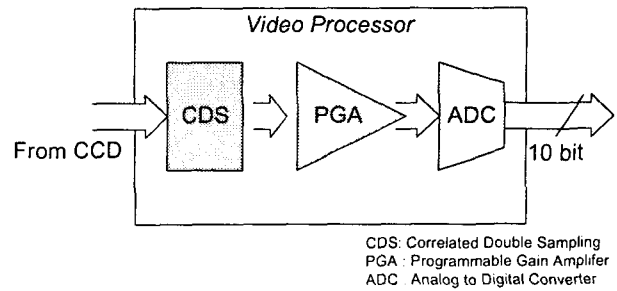 Video Processor
CDS
PGA
ADC
From CCD
10 bit
CDS: Correlated Double Sampling
PGA : Programmable Gain Amplifer
ADC : Analog to Digital Converter